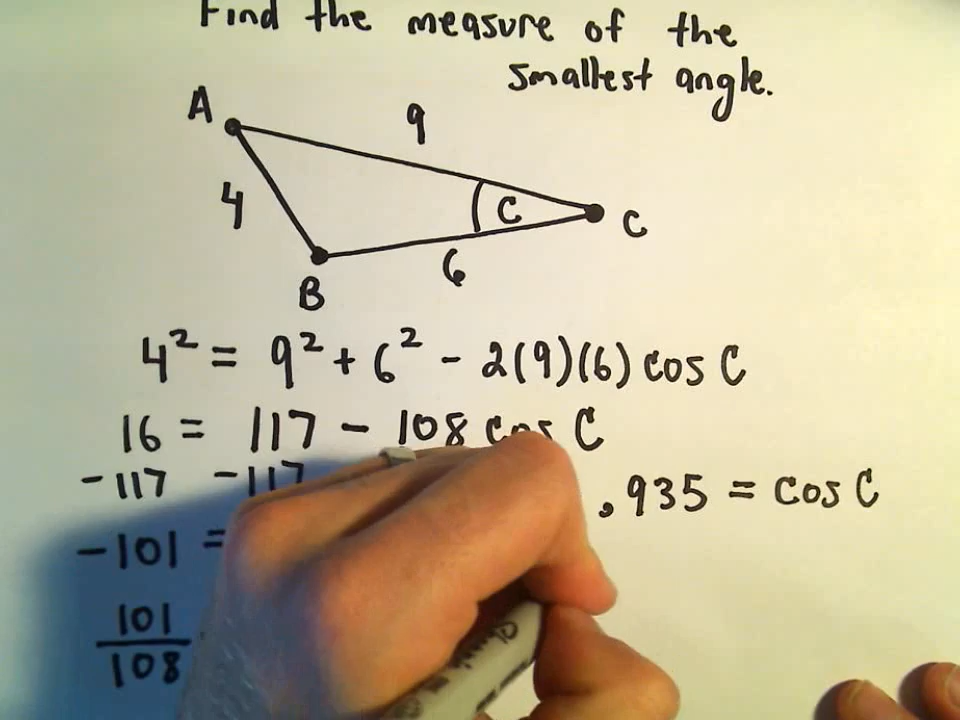 Find the measure of the
smallest angle.
A
9
4
C
C
6
B
4² = 9² + 6² - 2(9)(6) cos C
16 = 117 - 108 cos C
-117 -117
.935 = cos C
-101 =
101
108